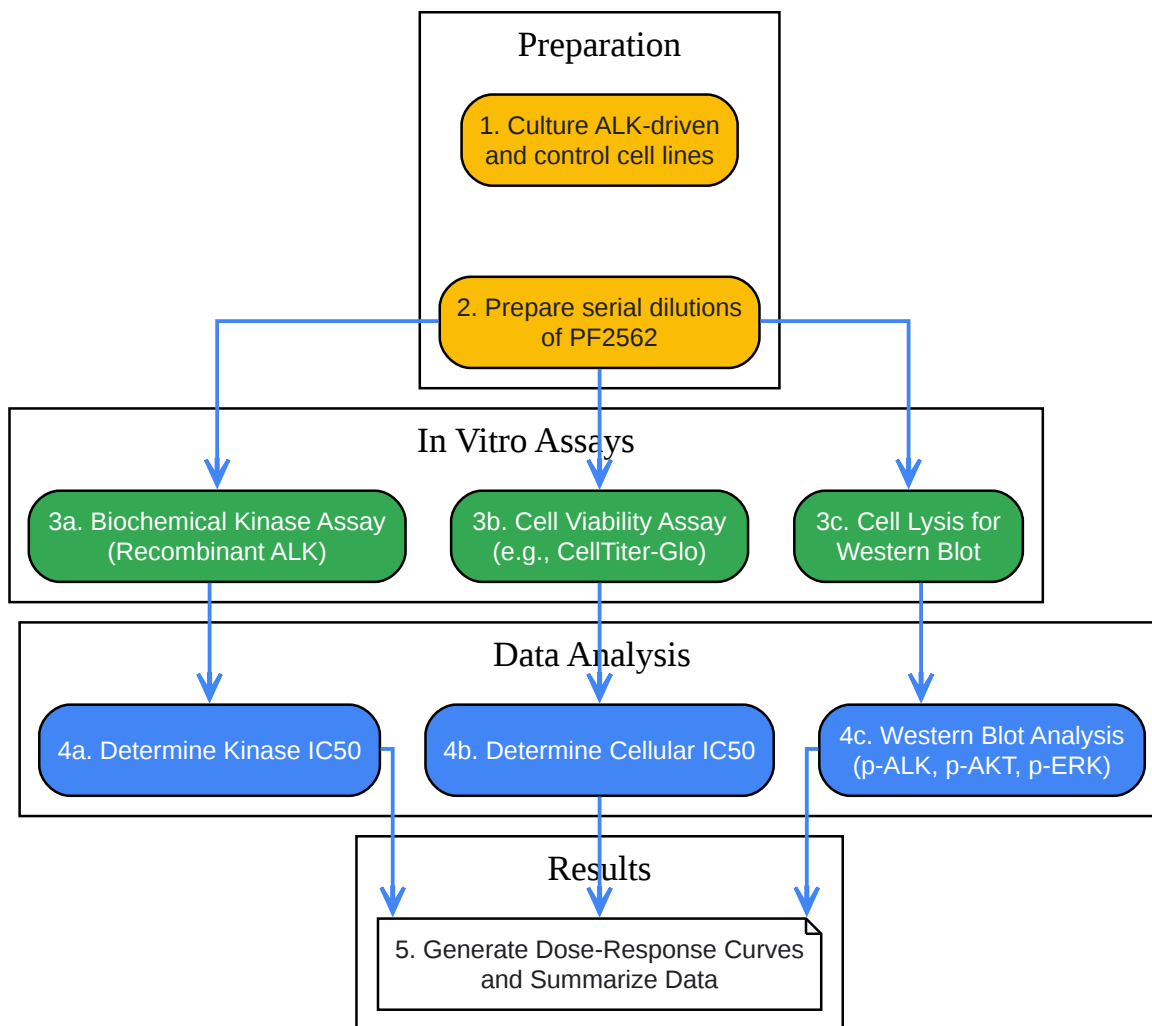 Preparation
1. Culture ALK-driven
and control cell lines
2. Prepare serial dilutions
of PF2562
In Vitro Assays
3a. Biochemical Kinase Assay
(Recombinant ALK)
3b. Cell Viability Assay
(e.g., CellTiter-Glo)
3c. Cell Lysis for
Western Blot
Data Analysis
4a. Determine Kinase IC50
4b. Determine Cellular IC50
4c. Western Blot Analysis
(p-ALK, p-AKT, p-ERK)
Results
5. Generate Dose-Response Curves
and Summarize Data